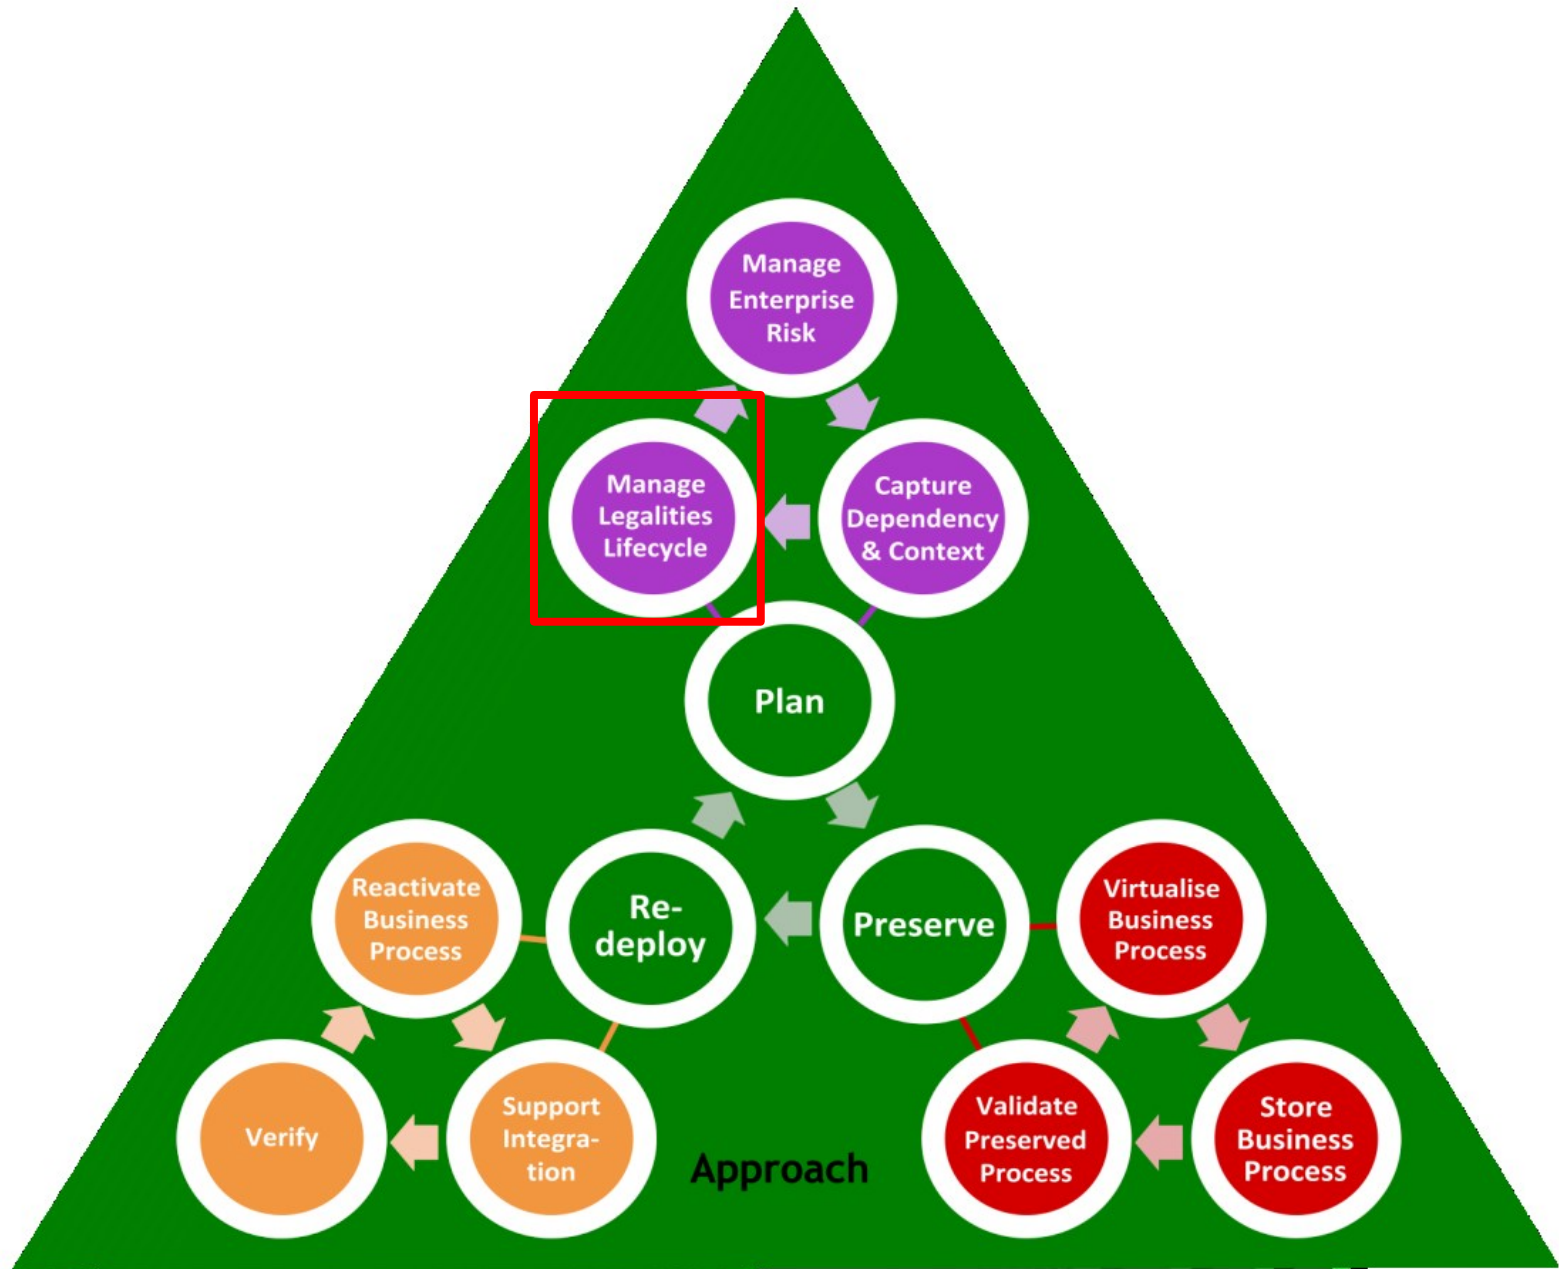 Manage
Enterprise
Risk
Manage
Legalities
Lifecycle
Capture
Dependency
& Context
Plan
Reactivate
Business
Process
Re-
deploy
Preserve
Virtualise
Business
Process
Verify
Support
Integra-
tion
Approach
Validate
Preserved
Process
Store
Business
Process